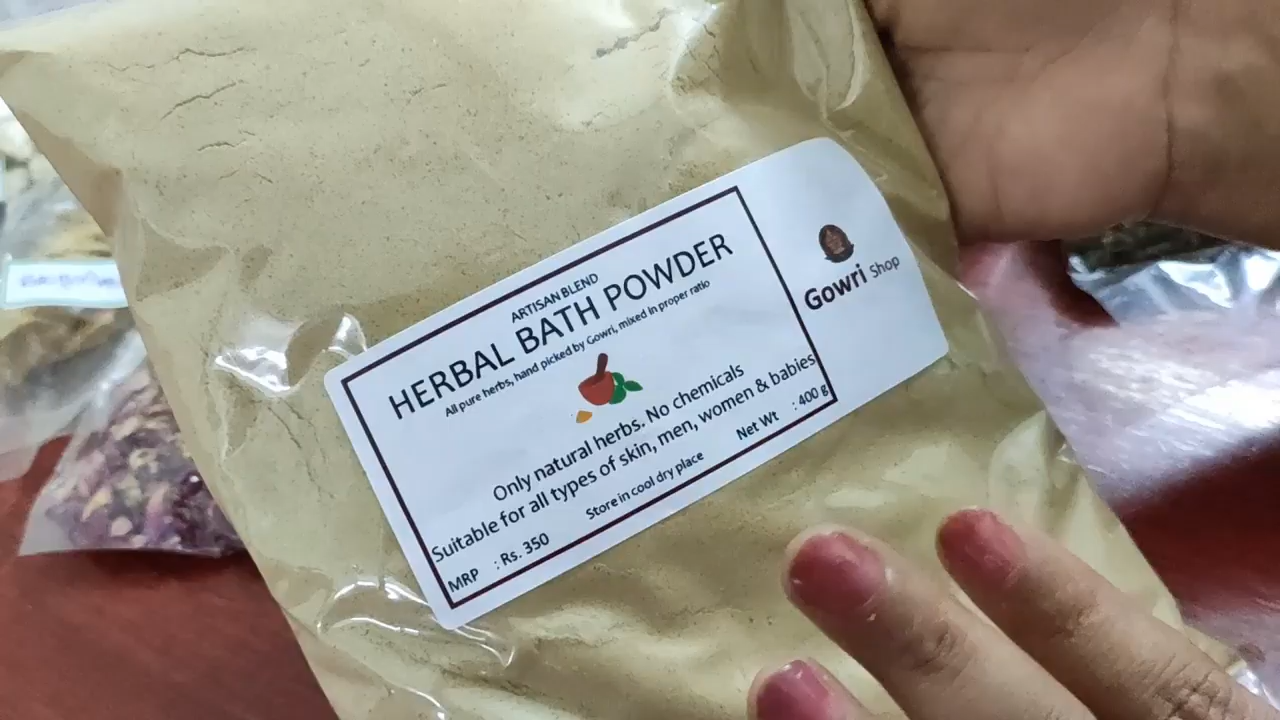 ARTISAN BLEND
HERBAL BATH POWDER
All pure herbs, hand picked by Gowri, mixed in proper ratio
Only natural herbs. No chemicals
Suitable for all types of skin, men, women & babies
MRP : Rs. 350
Store in cool dry place
Net Wt : 400 g
Gowri Shop